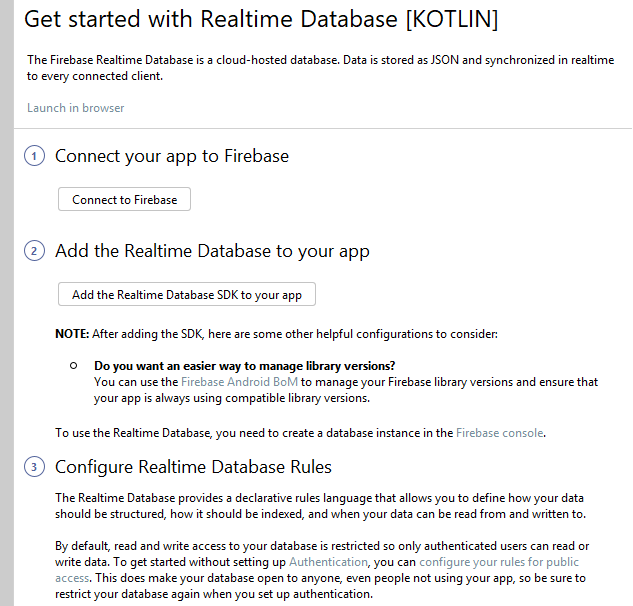 Get started with Realtime Database [KOTLIN]
The Firebase Realtime Database is a cloud-hosted database. Data is stored as JSON and synchronized in realtime
to every connected client.
Launch in browser
1 Connect your app to Firebase
Connect to Firebase
2 Add the Realtime Database to your app
Add the Realtime Database SDK to your app
NOTE: After adding the SDK, here are some other helpful configurations to consider:
Do you want an easier way to manage library versions?
You can use the Firebase Android BoM to manage your Firebase library versions and ensure that
your app is always using compatible library versions.
To use the Realtime Database, you need to create a database instance in the Firebase console.
3 Configure Realtime Database Rules
The Realtime Database provides a declarative rules language that allows you to define how your data
should be structured, how it should be indexed, and when your data can be read from and written to.
By default, read and write access to your database is restricted so only authenticated users can read or
write data. To get started without setting up Authentication, you can configure your rules for public
access. This does make your database open to anyone, even people not using your app, so be sure to
restrict your database again when you set up authentication.